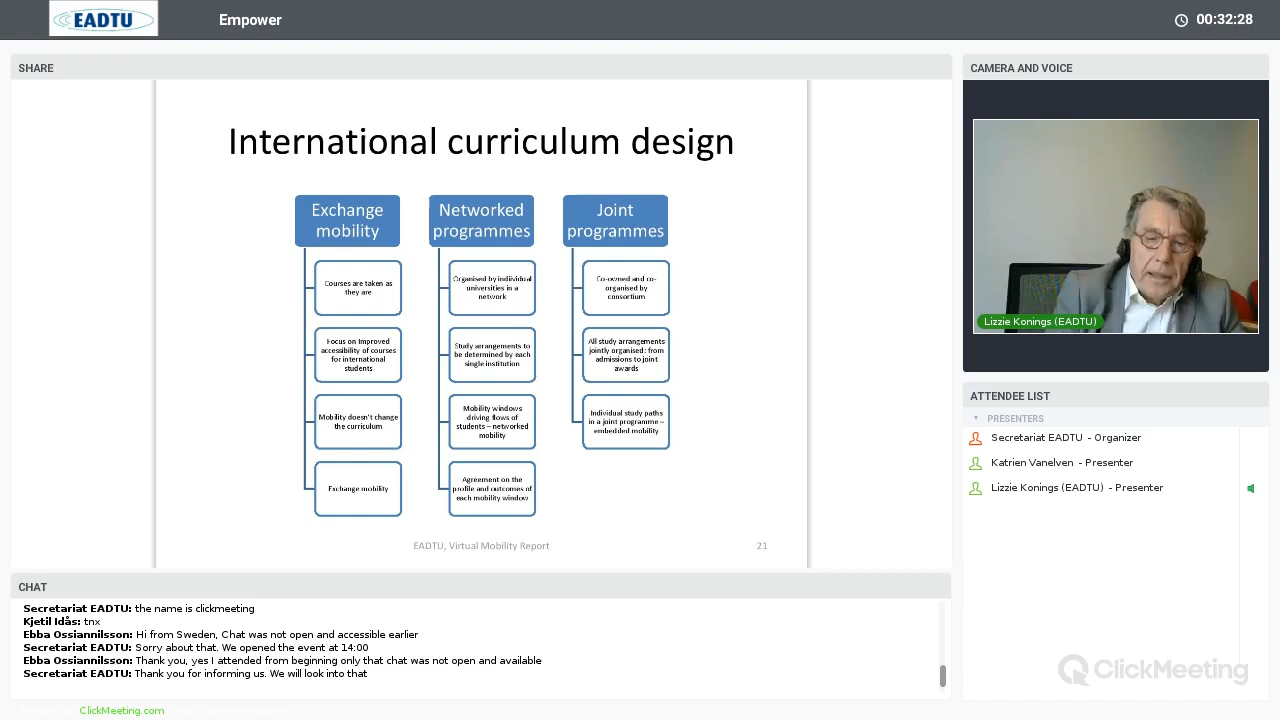 EADTU
Empower
00:32:28
SHARE
International curriculum design
Exchange
mobility
Courses are taken as
they are
Focus on Improved
accessibility of courses
for international
students
Mobility doesn't change
the curriculum
Exchange mobility
Networked
programmes
Organised by individual
universities in a
network
Study arrangements to
be determined by each
single institution
Mobility windows
driving flows of
students – networked
mobility
Agreement on the
profile and outcomes of
each mobility window
Joint
programmes
Co-owned and co-
organised by
consortium
All study arrangements
jointly organised: from
admissions to joint
awards
Individual study paths
in a joint programme –
embedded mobility
EADTU, Virtual Mobility Report
21
CAMERA AND VOICE
Lizzie Konings (EADTU)
ATTENDEE LIST
PRESENTERS
Secretariat EADTU - Organizer
Katrien Vanelven - Presenter
Lizzie Konings (EADTU) - Presenter
CHAT
Secretariat EADTU: the name is clickmeeting
Kjetil Idås: tnx
Ebba Ossiannilsson: Hi from Sweden, Chat was not open and accessible earlier
Secretariat EADTU: Sorry about that. We opened the event at 14:00
Ebba Ossiannilsson: Thank you, yes I attended from beginning only that chat was not open and available
Secretariat EADTU: Thank you for informing us. We will look into that
ClickMeeting
ClickMeeting.com